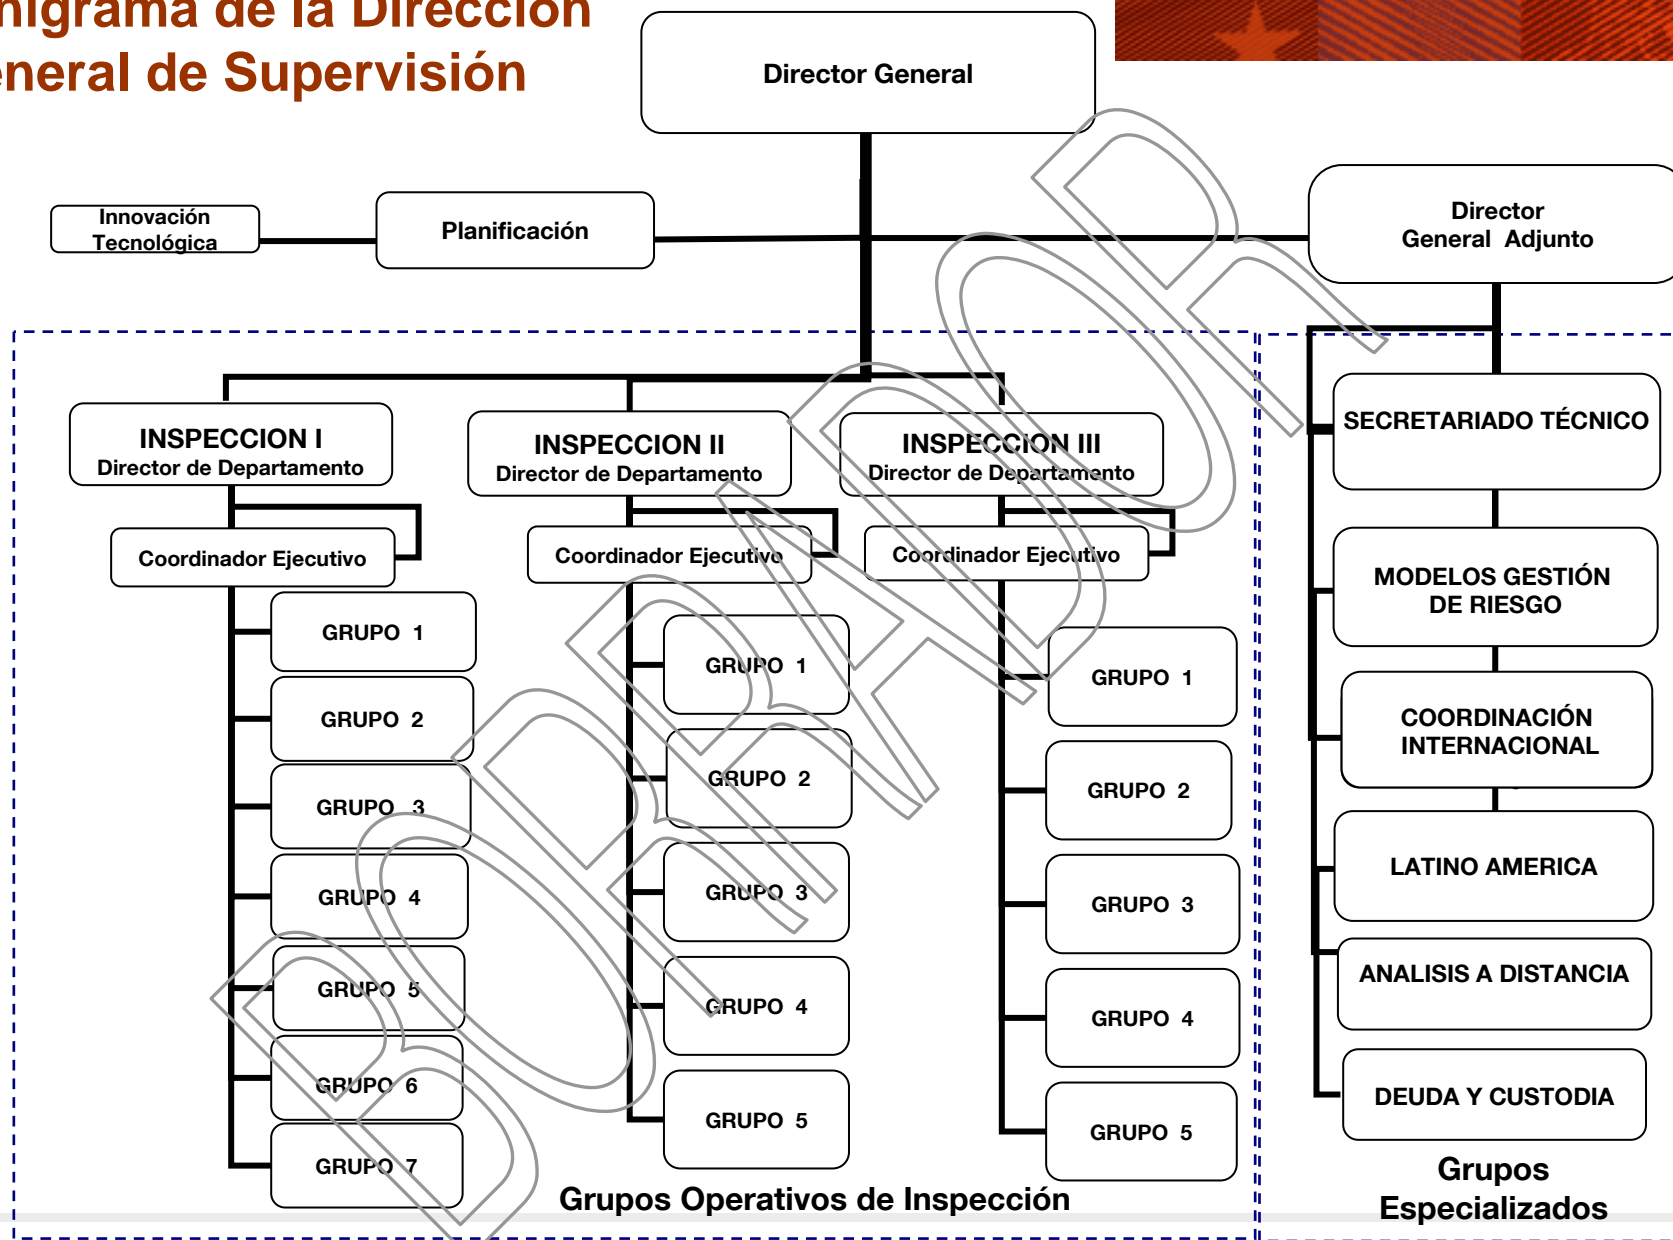 nigrama de la Dirección
eneral de Supervisión
Director General
Innovación
Tecnológica
Planificación
Director
General Adjunto
INSPECCION I
Director de Departamento
INSPECCION II
Director de Departamento
INSPECCION III
Director de Departamento
SECRETARIADO TÉCNICO
Coordinador Ejecutivo
Coordinador Ejecutivo
Coordinador Ejecutivo
MODELOS GESTIÓN
DE RIESGO
GRUPO 1
GRUPO 2
GRUPO 3
GRUPO 4
GRUPO 5
GRUPO 6
GRUPO 7
GRUPO 1
GRUPO 2
GRUPO 3
GRUPO 4
GRUPO 5
GRUPO 1
GRUPO 2
GRUPO 3
GRUPO 4
GRUPO 5
COORDINACIÓN
INTERNACIONAL
LATINO AMERICA
ANALISIS A DISTANCIA
DEUDA Y CUSTODIA
Grupos Operativos de Inspección
Grupos
Especializados
BORRADOR